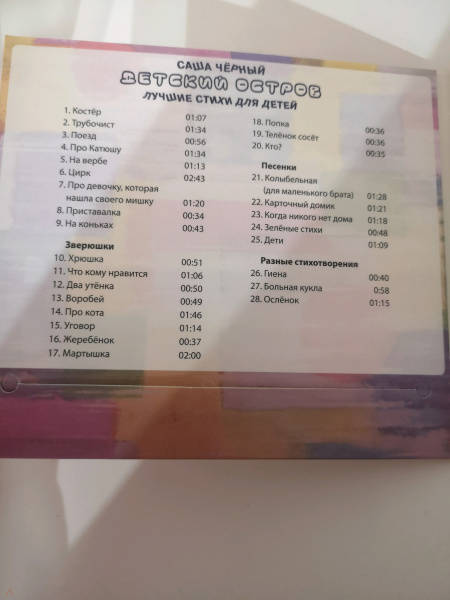 САША ЧЁРНЫЙ
ДЕТСКИЙ ОСТРОВ
ЛУЧШИЕ СТИХИ ДЛЯ ДЕТЕЙ
1. Костёр 01:07
2. Трубочист 01:34
3. Поезд 00:56
4. Про Катюшу 01:34
5. На вербе 01:13
6. Цирк 02:43
7. Про девочку, которая
нашла своего мишку 01:20
8. Приставалка 00:34
9. На коньках 00:43
Зверюшки
10. Хрюшка 00:51
11. Что кому нравится 01:06
12. Два утёнка 00:50
13. Воробей 00:49
14. Про кота 01:46
15. Уговор 01:14
16. Жеребёнок 00:37
17. Мартышка 02:00
18. Попка 00:36
19. Телёнок сосёт 00:36
20. Кто? 00:35
Песенки
21. Колыбельная
(для маленького брата) 01:28
22. Карточный домик 01:21
23. Когда никого нет дома 01:18
24. Зелёные стихи 00:48
25. Дети 01:09
Разные стихотворения
26. Гиена 00:40
27. Больная кукла 0:58
28. Ослёнок 01:15